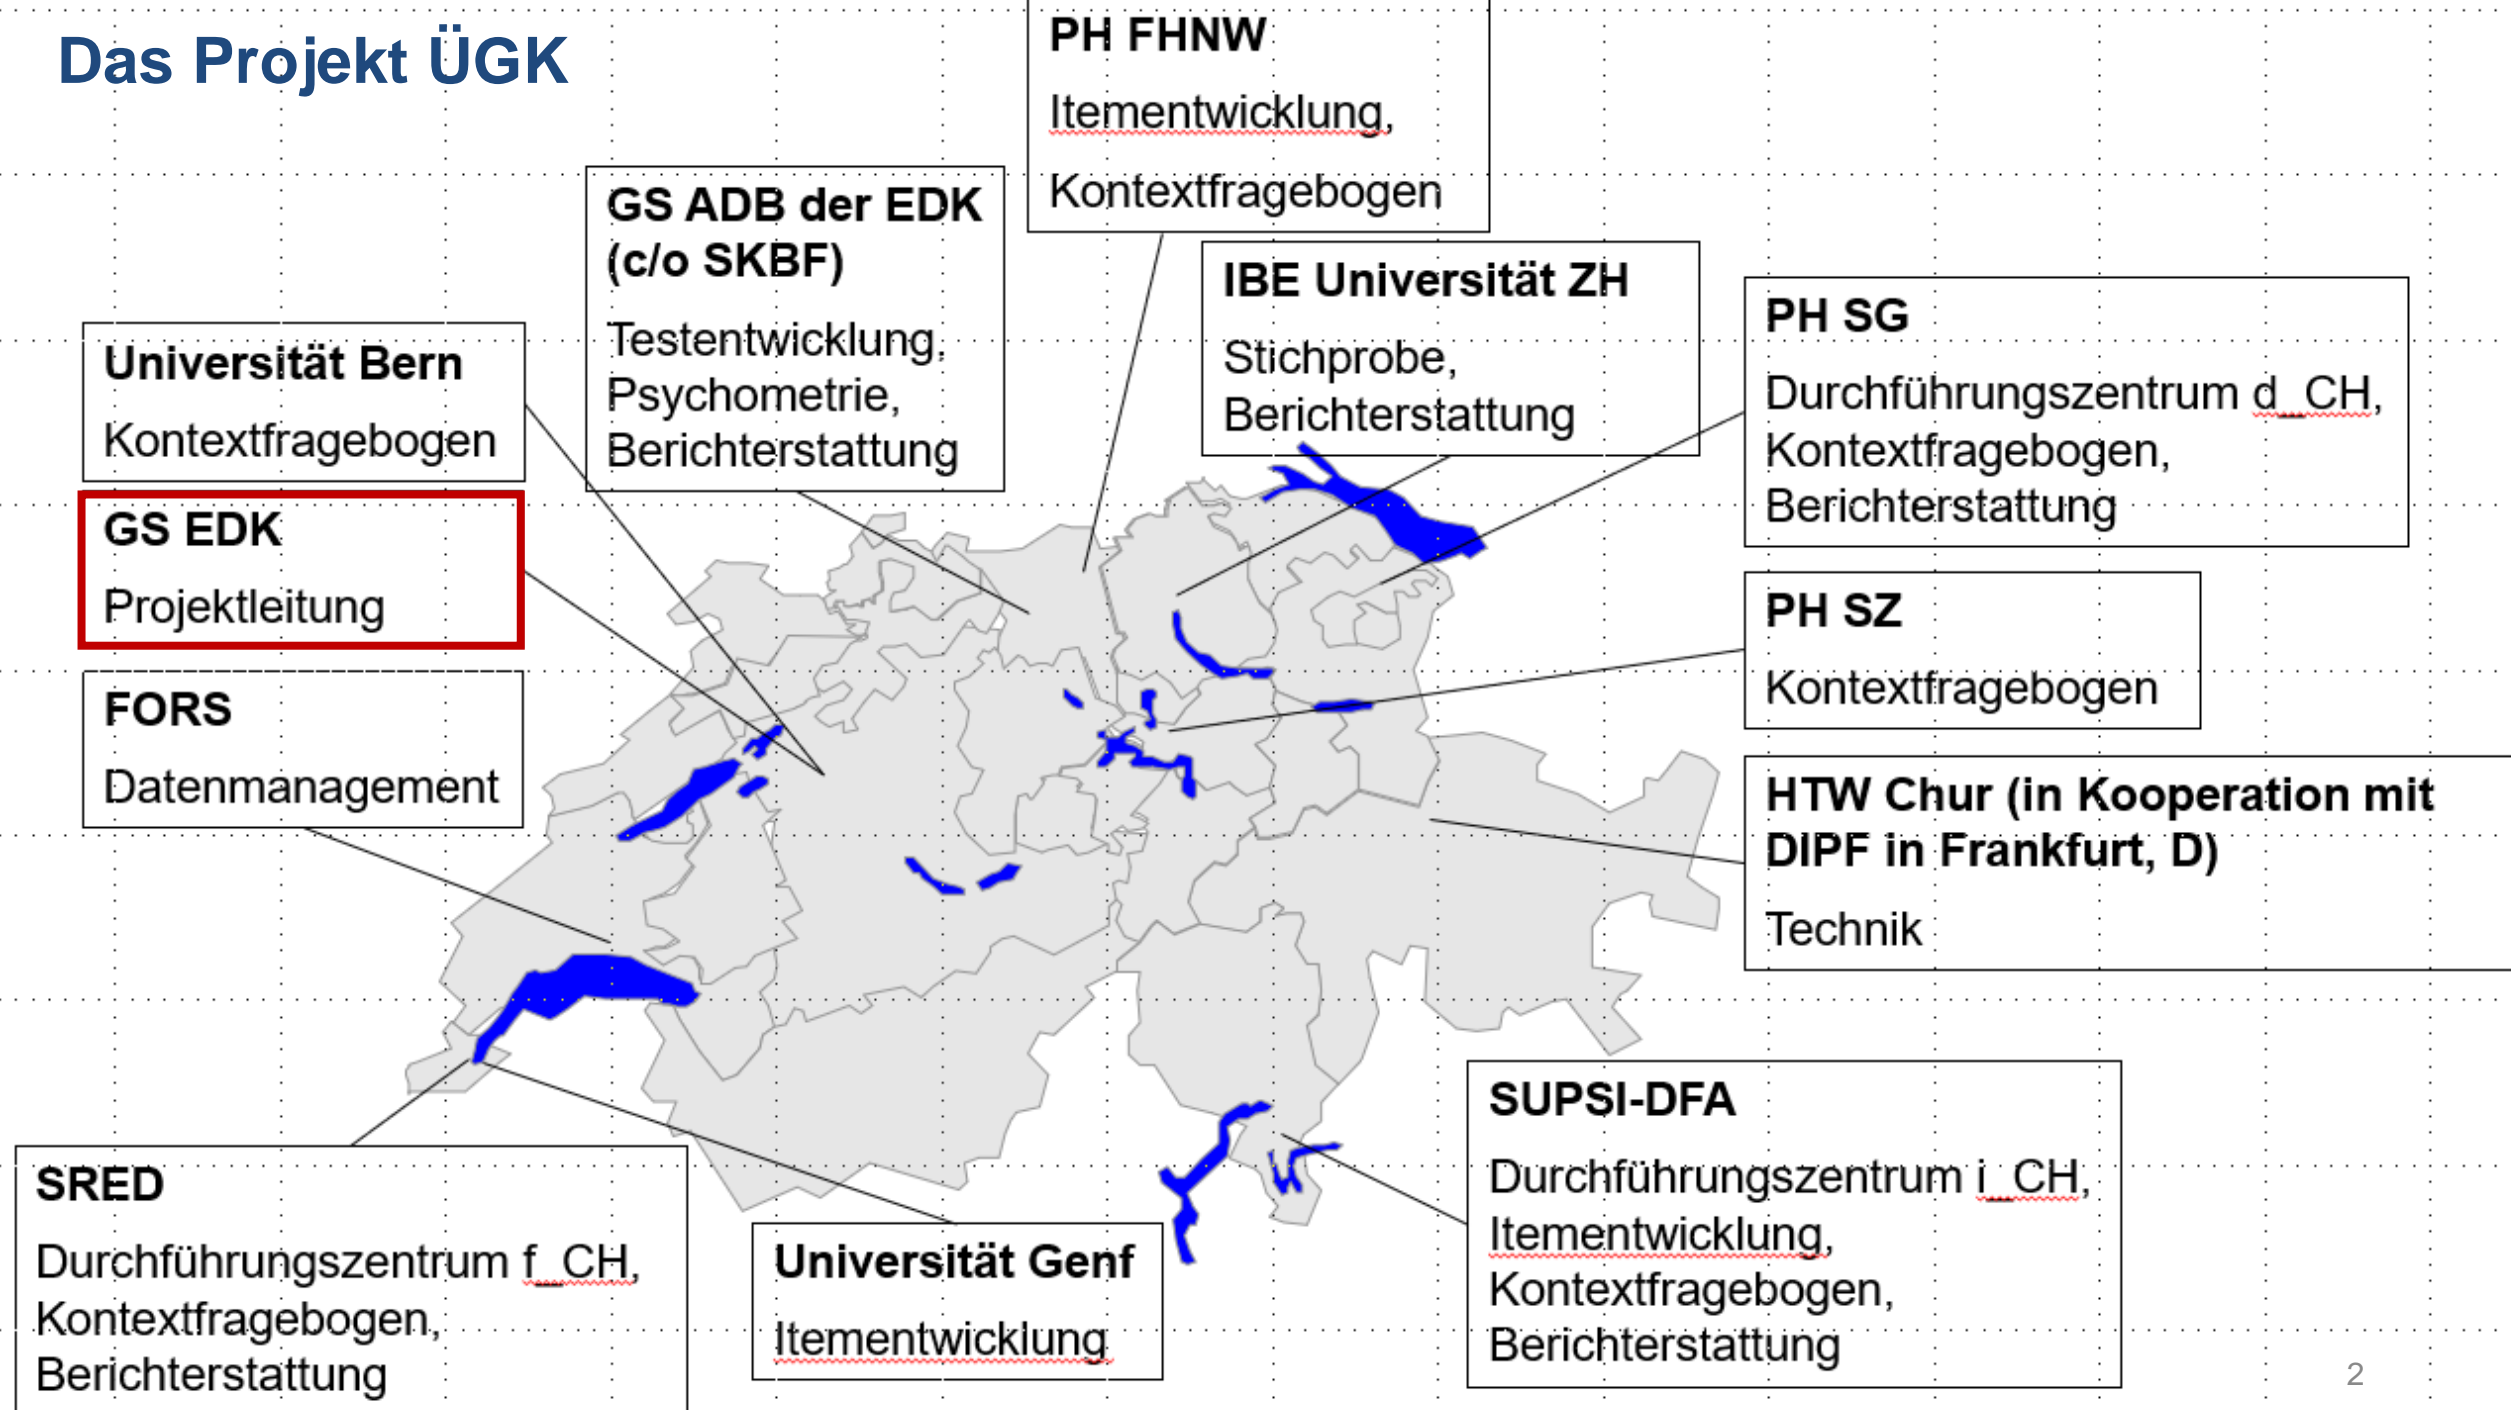 Das Projekt ÜGK
PH FHNW
Itementwicklung,
Kontextfragebogen
GS ADB der EDK
(c/o SKBF)
Testentwicklung,
Psychometrie,
Berichterstattung
IBE Universität ZH
Stichprobe,
Berichterstattung
PH SG
Durchführungszentrum d_CH,
Kontextfragebogen,
Berichterstattung
Universität Bern
Kontextfragebogen
GS EDK
Projektleitung
PH SZ
Kontextfragebogen
FORS
Datenmanagement
HTW Chur (in Kooperation mit
DIPF in Frankfurt, D)
Technik
SRED
Durchführungszentrum f_CH,
Kontextfragebogen,
Berichterstattung
Universität Genf
Itementwicklung
SUPSI-DFA
Durchführungszentrum i_CH,
Itementwicklung,
Kontextfragebogen,
Berichterstattung
2